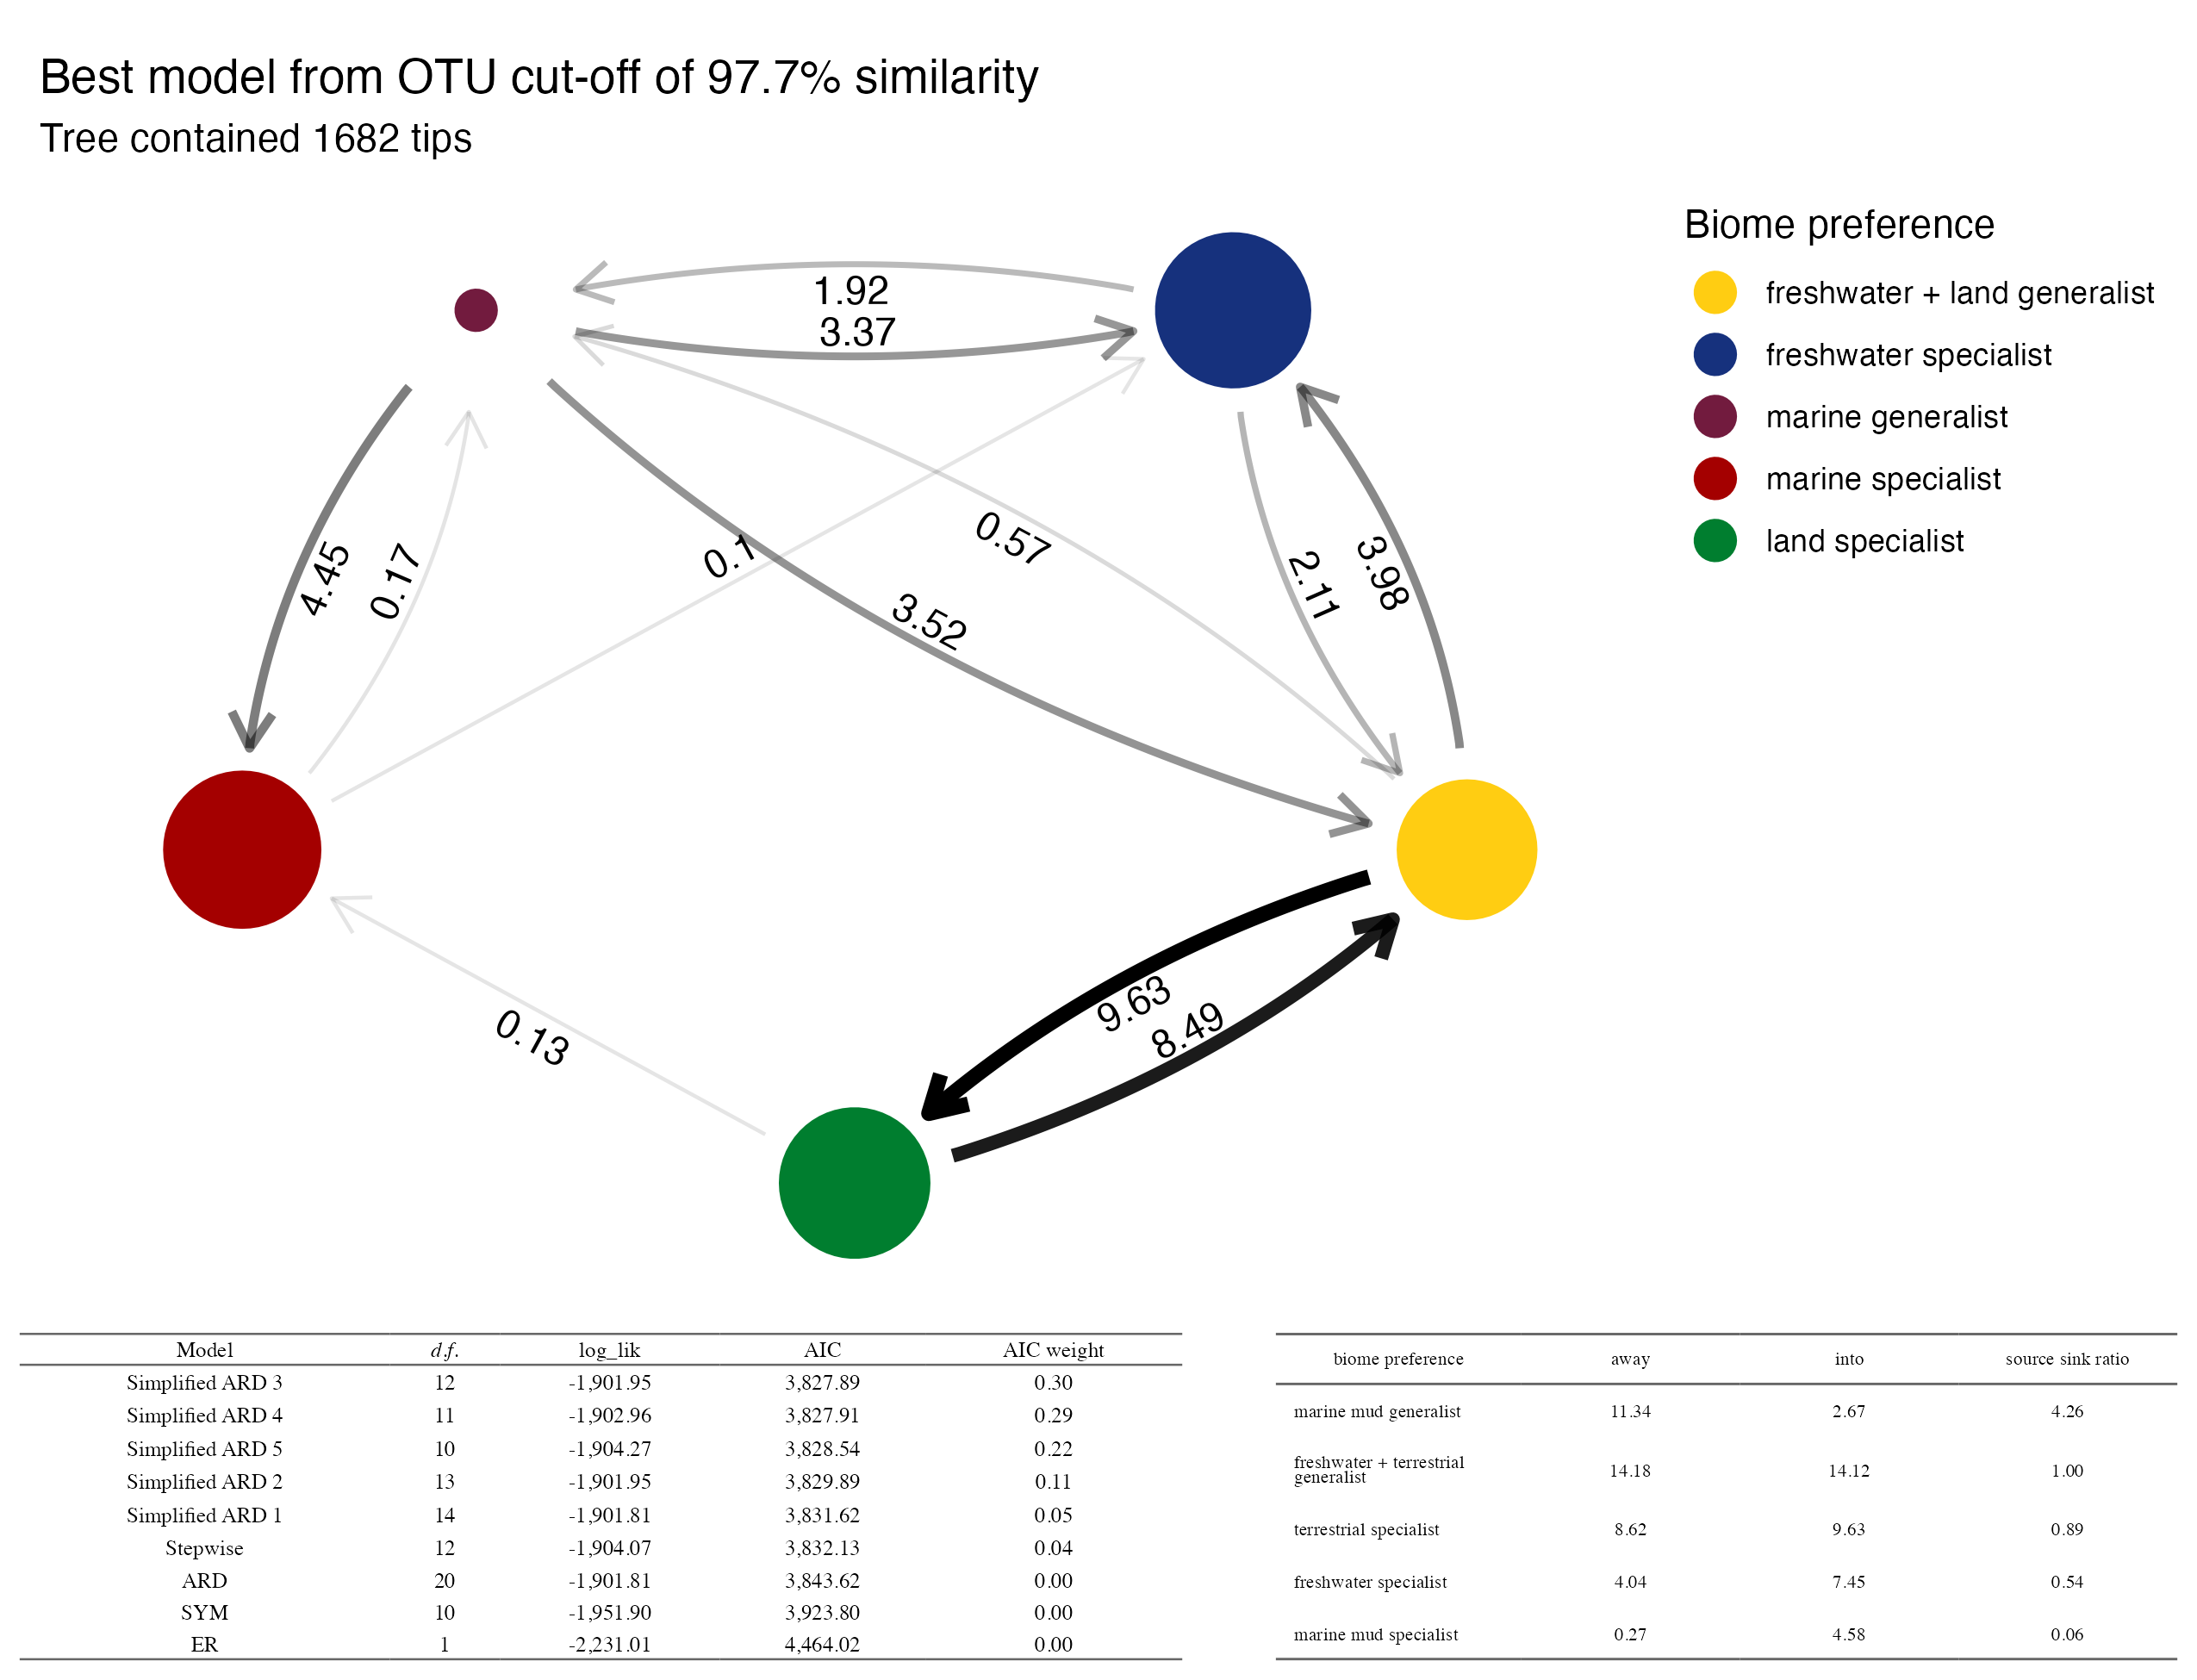 Best model from OTU cut-off of 97.7% similarity
Tree contained 1682 tips
Biome preference
freshwater + land generalist
freshwater specialist
marine generalist
marine specialist
land specialist
1.92
3.37
4.45
0.17
0.1
0.57
3.52
2.11
3.98
9.63
8.49
0.13
Model d.f. log_lik AIC AIC weight
Simplified ARD 3 12 -1,901.95 3,827.89 0.30
Simplified ARD 4 11 -1,902.96 3,827.91 0.29
Simplified ARD 5 10 -1,904.27 3,828.54 0.22
Simplified ARD 2 13 -1,901.95 3,829.89 0.11
Simplified ARD 1 14 -1,901.81 3,831.62 0.05
Stepwise 12 -1,904.07 3,832.13 0.04
ARD 20 -1,901.81 3,843.62 0.00
SYM 10 -1,951.90 3,923.80 0.00
ER 1 -2,231.01 4,464.02 0.00
biome preference away into source sink ratio
marine mud generalist 11.34 2.67 4.26
freshwater + terrestrial
generalist 14.18 14.12 1.00
terrestrial specialist 8.62 9.63 0.89
freshwater specialist 4.04 7.45 0.54
marine mud specialist 0.27 4.58 0.06